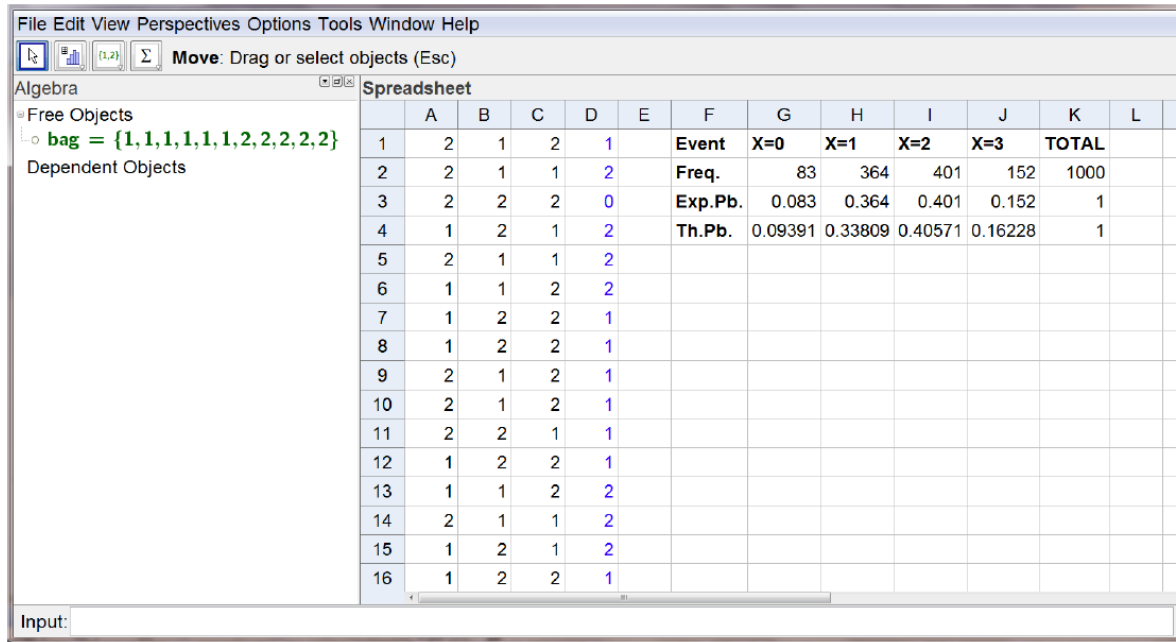 File Edit View Perspectives Options Tools Window Help
{1,2} Σ Move: Drag or select objects (Esc)
Algebra
Spreadsheet
Free Objects
bag = {1,1,1,1,1,1,2,2,2,2,2}
Dependent Objects
A B C D E F G H I J K L
1 2 1 2 1 Event X=0 X=1 X=2 X=3 TOTAL
2 2 1 1 2 Freq. 83 364 401 152 1000
3 2 2 2 0 Exp.Pb. 0.083 0.364 0.401 0.152 1
4 1 2 1 2 Th.Pb. 0.09391 0.33809 0.40571 0.16228 1
5 2 1 1 2
6 1 1 2 2
7 1 2 2 1
8 1 2 2 1
9 2 1 2 1
10 2 1 2 1
11 2 2 1 1
12 1 2 2 1
13 1 1 2 2
14 2 1 1 2
15 1 2 1 2
16 1 2 2 1
Input: